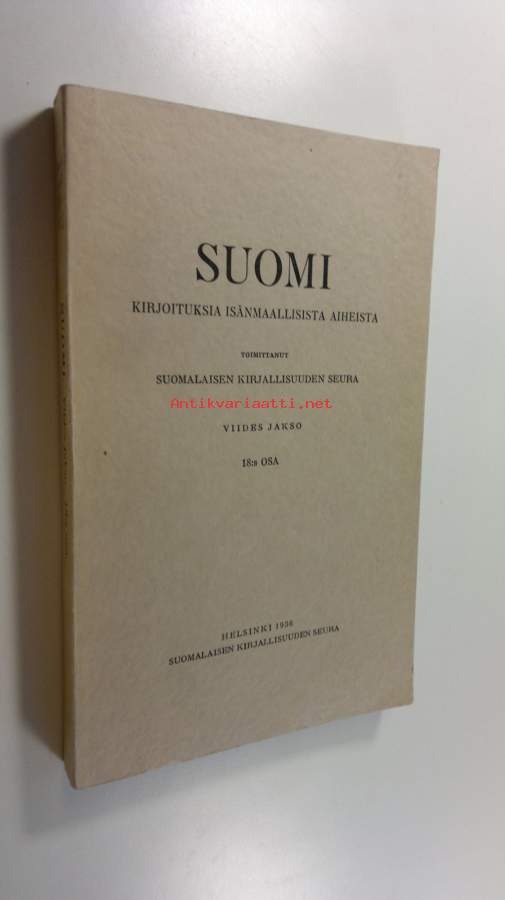 SUOMI
KIRJOITUKSIA ISÄNMAALLISISTA AIHEISTA
TOIMITTANUT
SUOMALAISEN KIRJALLISUUDEN SEURA
Antikvariaatti.net
VIIDES JAKSO
18:s OSA
HELSINKI 1936
SUOMALAISEN KIRJALLISUUDEN SEURA